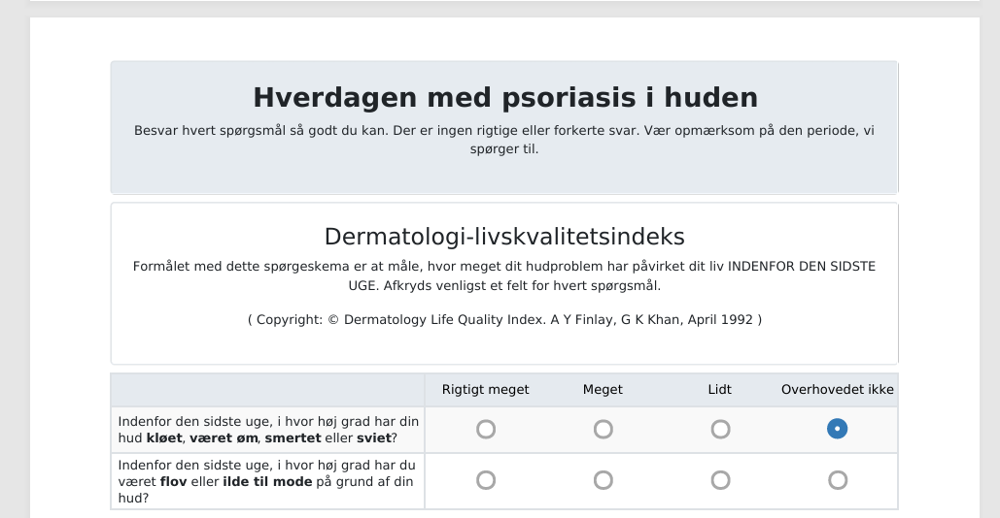 Hverdagen med psoriasis i huden
Besvar hvert spørgsmål så godt du kan. Der er ingen rigtige eller forkerte svar. Vær opmærksom på den periode, vi
spørger til.
Dermatologi-livskvalitetsindeks
Formålet med dette spørgeskema er at måle, hvor meget dit hudproblem har påvirket dit liv INDENFOR DEN SIDSTE
UGE. Afkryds venligst et felt for hvert spørgsmål.
( Copyright: © Dermatology Life Quality Index. A Y Finlay, G K Khan, April 1992 )
Rigtigt meget Meget Lidt Overhovedet ikke
Indenfor den sidste uge, i hvor høj grad har din
hud kløet, været øm, smertet eller sviet?
Indenfor den sidste uge, i hvor høj grad har du
været flov eller ilde til mode på grund af din
hud?